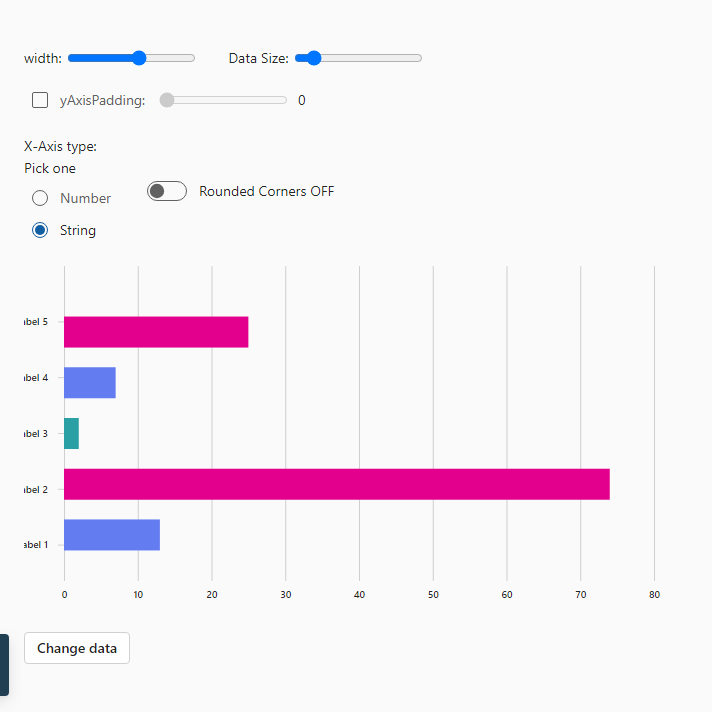 width: Data Size:
yAxisPadding: 0
X-Axis type:
Pick one
Number
Rounded Corners OFF
String
abel 5
abel 4
abel 3
abel 2
abel 1
0 10 20 30 40 50 60 70 80
Change data